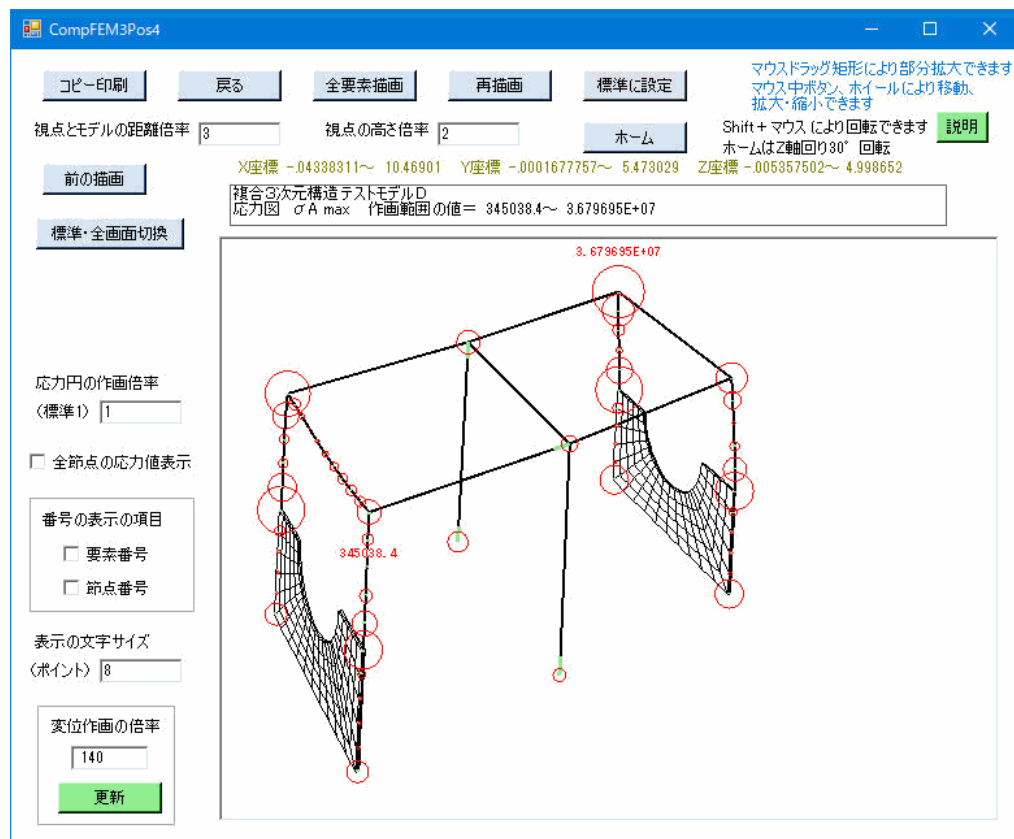 CompFEM3Pos4
コピー印刷
戻る
全要素描画
再描画
標準に設定
マウスドラッグ矩形により部分拡大できます
マウス中ボタン、ホイールにより移動、
拡大・縮小できます
視点とモデルの距離倍率 3
視点の高さ倍率 2
ホーム
Shift+マウスにより回転できます
ホームはZ軸回り30° 回転
説明
X座標 -.04338311～ 10.46901 Y座標 -.0001677757～ 5.473029 Z座標 -.005357502～ 4.998652
前の描画
複合3次元構造テストモデルD
応力図 σA max 作画範囲の値= 345038.4～ 3.679695E+07
標準・全画面切換
3.679695E+07
応力円の作画倍率
(標準1) 1
全節点の応力値表示
番号の表示の項目
要素番号
節点番号
345038.4
表示の文字サイズ
(ポイント) 8
変位作画の倍率
140
更新